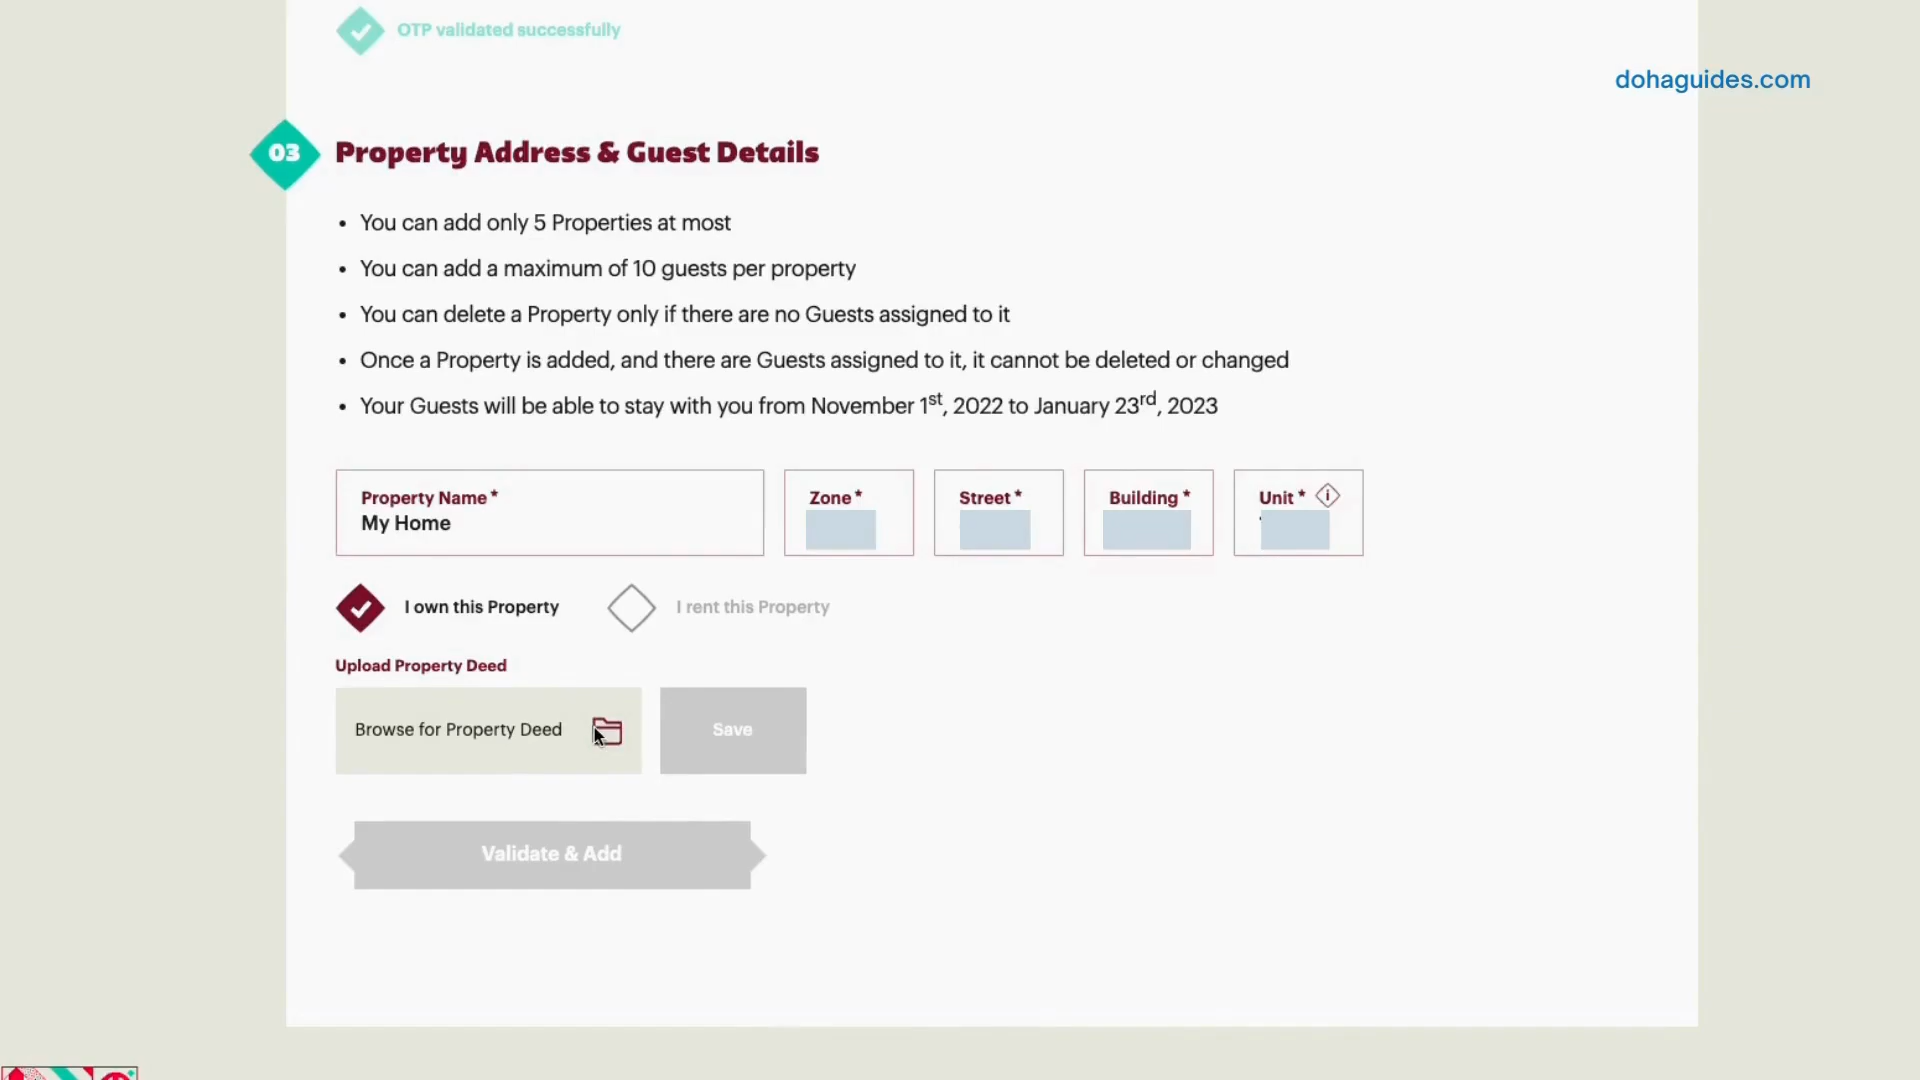 OTP validated successfully
dohaguides.com
03
Property Address & Guest Details
• You can add only 5 Properties at most
• You can add a maximum of 10 guests per property
• You can delete a Property only if there are no Guests assigned to it
• Once a Property is added, and there are Guests assigned to it, it cannot be deleted or changed
• Your Guests will be able to stay with you from November 1st, 2022 to January 23rd, 2023
Property Name * Zone * Street * Building * Unit * i
My Home
I own this Property I rent this Property
Upload Property Deed
Browse for Property Deed Save
Validate & Add